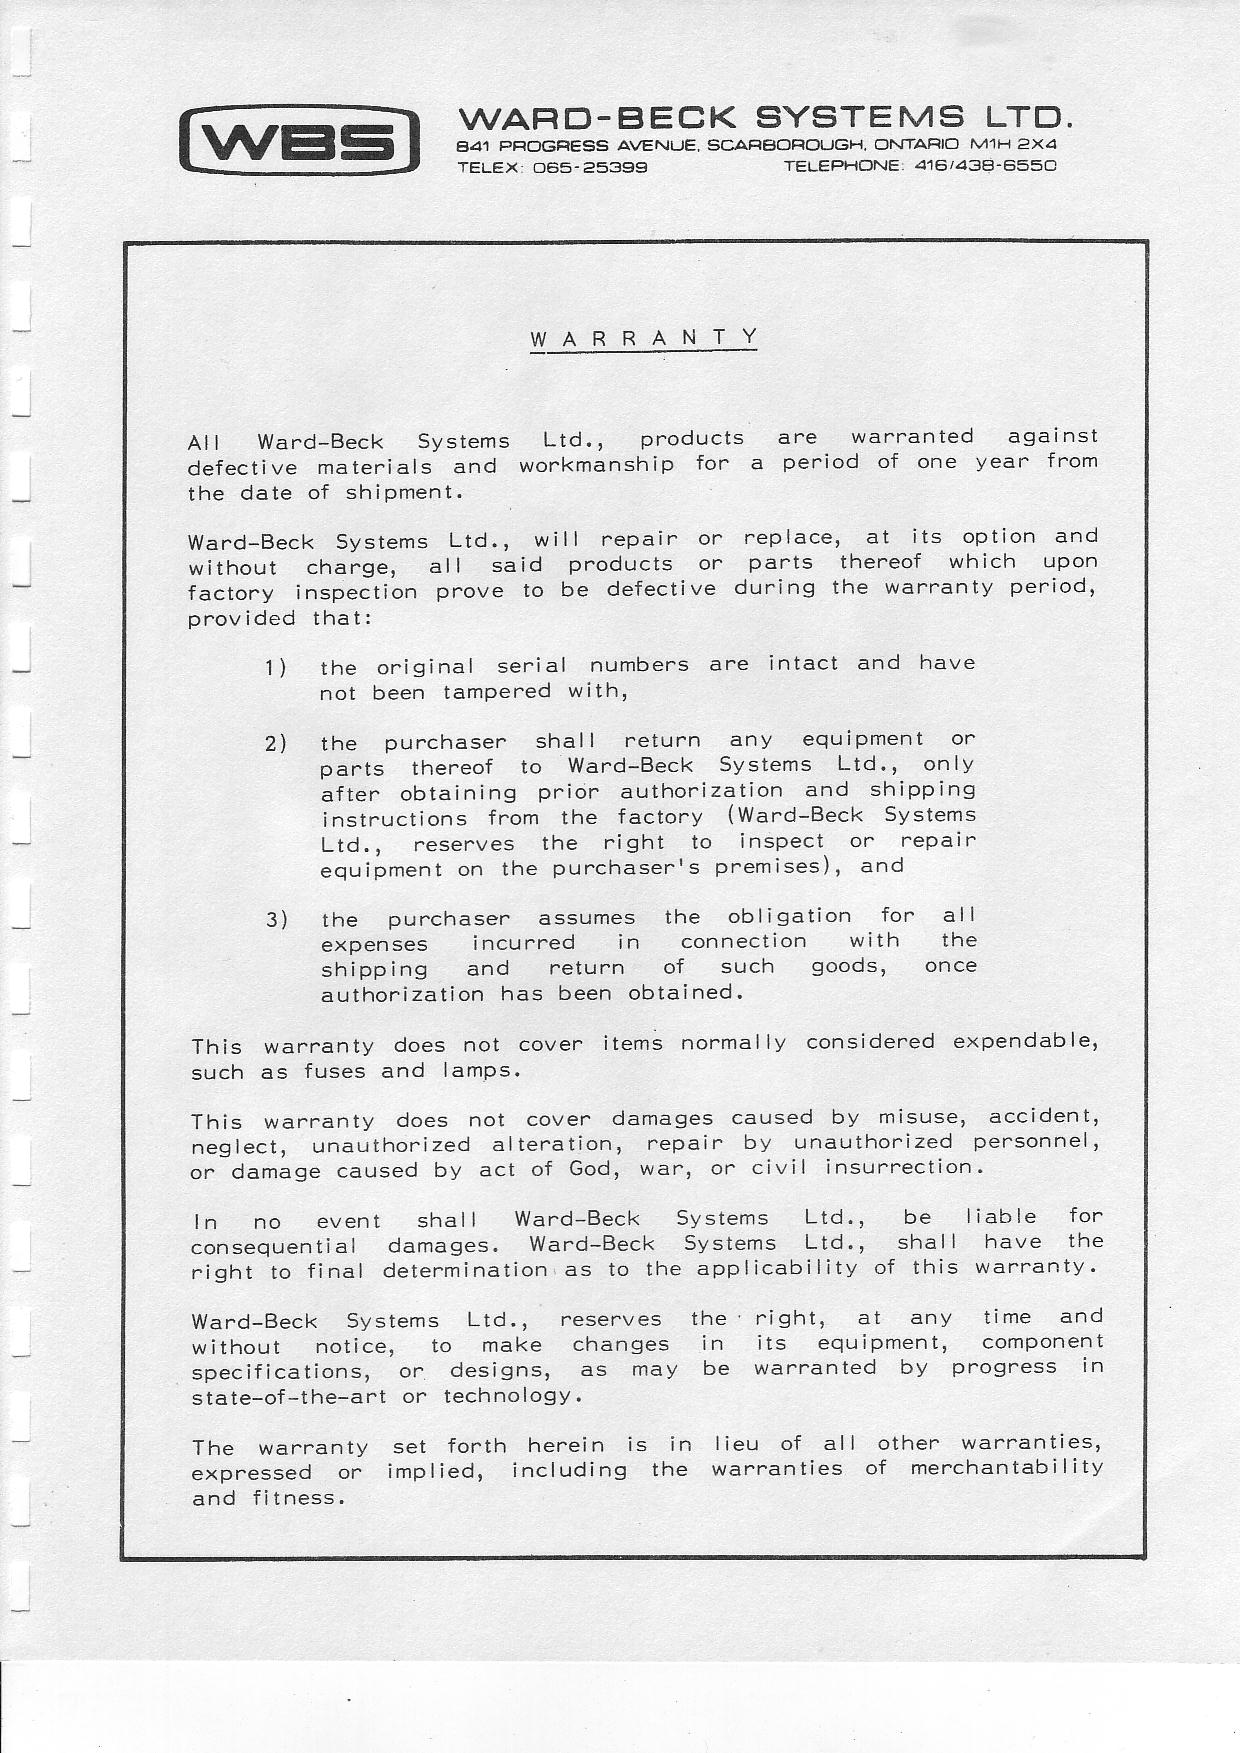 WBS
WARD-BECK SYSTEMS LTD.
841 PROGRESS AVENUE, SCARBOROUGH, ONTARIO M1H 2X4
TELEX: 065-25399 TELEPHONE: 416/438-6550
WARRANTY
All Ward-Beck Systems Ltd., products are warranted against
defective materials and workmanship for a period of one year from
the date of shipment.
Ward-Beck Systems Ltd., will repair or replace, at its option and
without charge, all said products or parts thereof which upon
factory inspection prove to be defective during the warranty period,
provided that:
1) the original serial numbers are intact and have
not been tampered with,
2) the purchaser shall return any equipment or
parts thereof to Ward-Beck Systems Ltd., only
after obtaining prior authorization and shipping
instructions from the factory (Ward-Beck Systems
Ltd., reserves the right to inspect or repair
equipment on the purchaser's premises), and
3) the purchaser assumes the obligation for all
expenses incurred in connection with the
shipping and return of such goods, once
authorization has been obtained.
This warranty does not cover items normally considered expendable,
such as fuses and lamps.
This warranty does not cover damages caused by misuse, accident,
neglect, unauthorized alteration, repair by unauthorized personnel,
or damage caused by act of God, war, or civil insurrection.
In no event shall Ward-Beck Systems Ltd., be liable for
consequential damages. Ward-Beck Systems Ltd., shall have the
right to final determination as to the applicability of this warranty.
Ward-Beck Systems Ltd., reserves the right, at any time and
without notice, to make changes in its equipment, component
specifications, or designs, as may be warranted by progress in
state-of-the-art or technology.
The warranty set forth herein is in lieu of all other warranties,
expressed or implied, including the warranties of merchantability
and fitness.